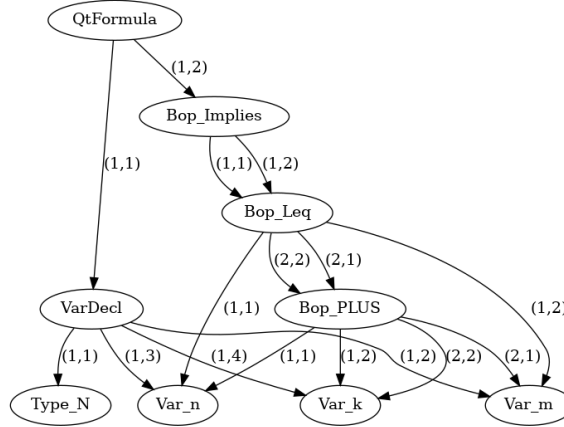 QtFormula
(1,2)
Bop_Implies
(1,1)
(1,1) (1,2)
Bop_Leq
(2,2) (2,1)
VarDecl
(1,1)
Bop_PLUS
(1,2)
(1,1) (1,3) (1,4) (1,1) (1,2) (1,2) (2,2) (2,1)
Type_N Var_n Var_k Var_m